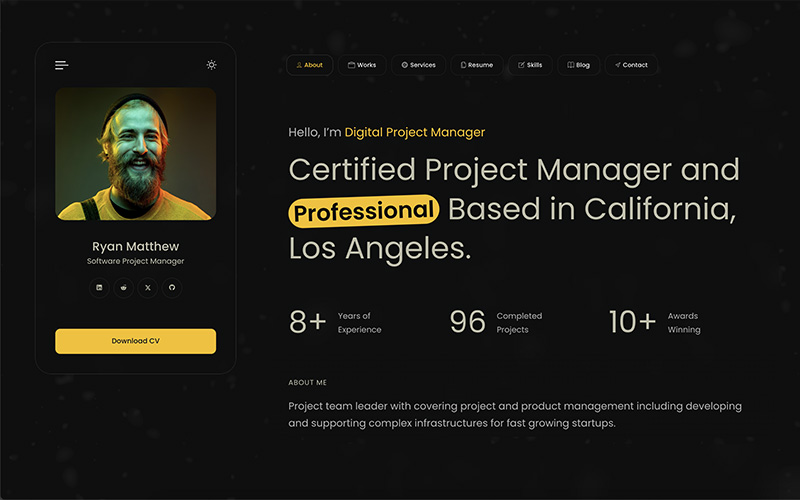 About
Works
Services
Resume
Skills
Blog
Contact
Ryan Matthew
Software Project Manager
Download CV
Hello, I'm Digital Project Manager
Certified Project Manager and
Professional Based in California,
Los Angeles.
8+ Years of
Experience
96 Completed
Projects
10+ Awards
Winning
ABOUT ME
Project team leader with covering project and product management including developing
and supporting complex infrastructures for fast growing startups.